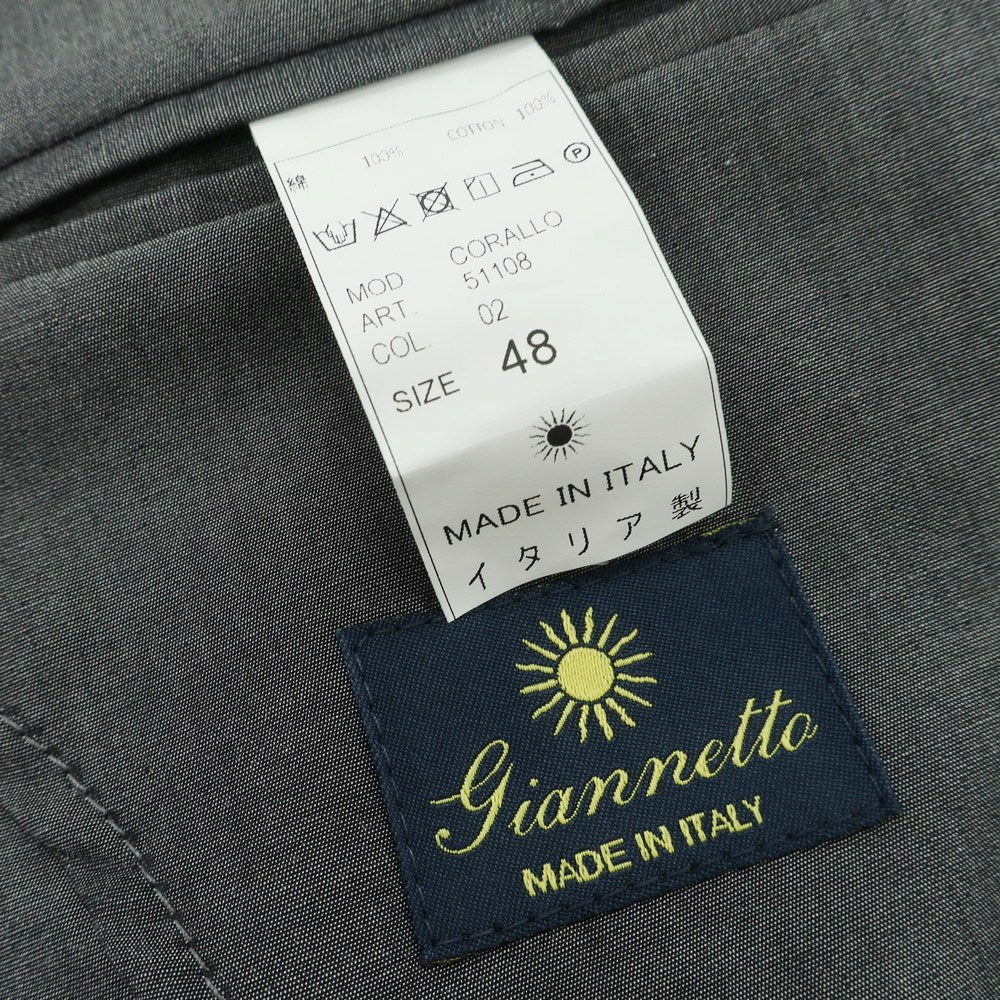 綿 100% COTTON 100%
P
MOD CORALLO
ART. 51108
COL. 02
SIZE 48
MADE IN ITALY
イタリア製
Giannetto
MADE IN ITALY